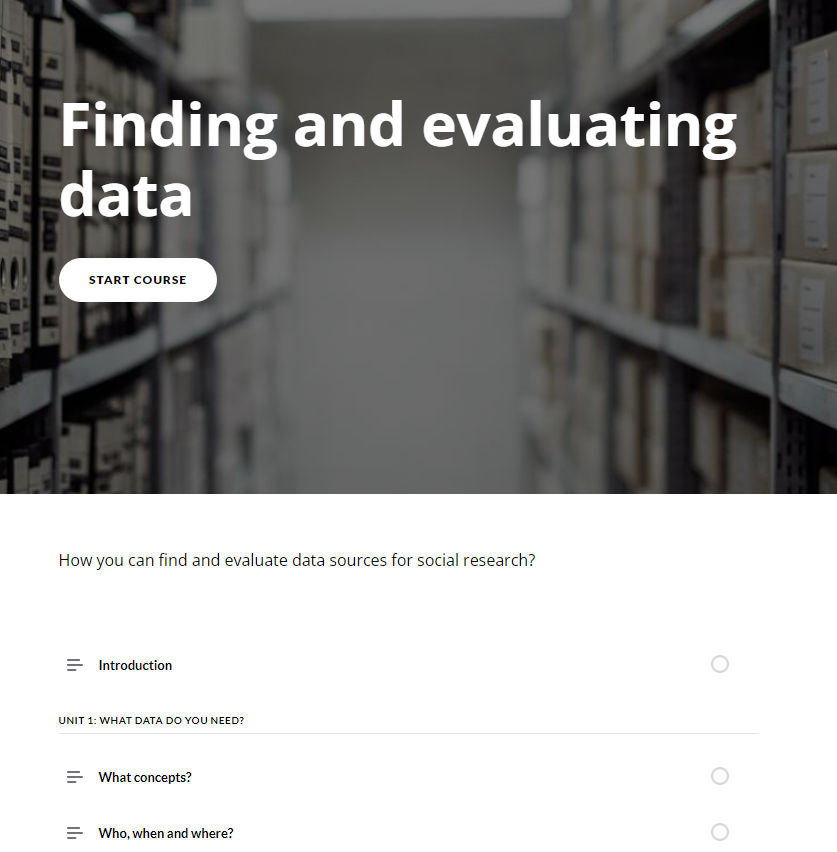 Finding and evaluating
data
START COURSE
How you can find and evaluate data sources for social research?
Introduction
UNIT 1: WHAT DATA DO YOU NEED?
What concepts?
Who, when and where?